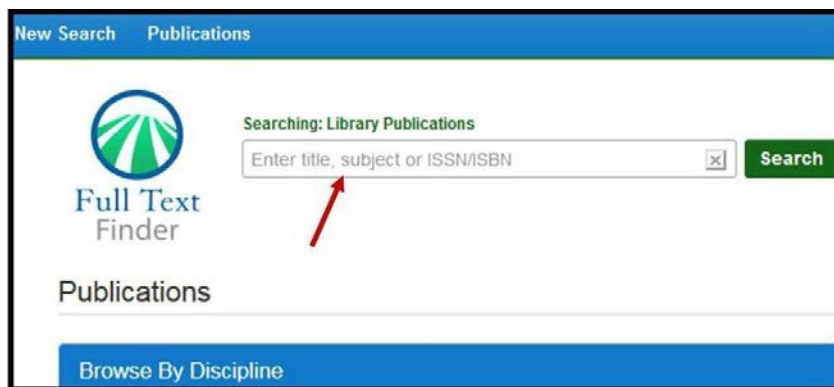 New Search Publications
Searching: Library Publications
Enter title, subject or ISSN/ISBN
Search
Full Text
Finder
Publications
Browse By Discipline